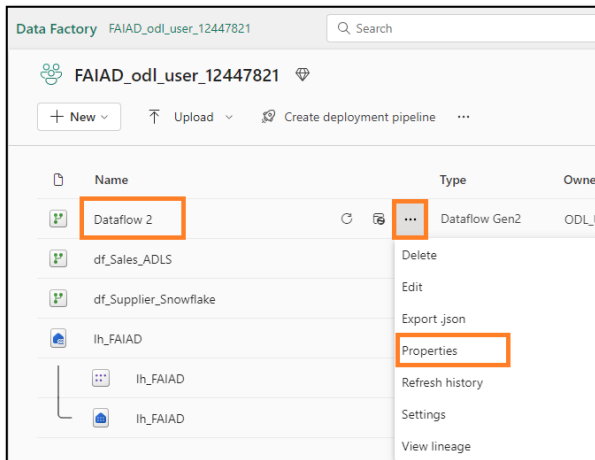 Data Factory FAIAD_odl_user_12447821 Search
FAIAD_odl_user_12447821
New Upload Create deployment pipeline ...
Name Type Owne
Dataflow 2 ... Dataflow Gen2 ODL_
df_Sales_ADLS
df_Supplier_Snowflake
lh_FAIAD
lh_FAIAD
lh_FAIAD
Delete
Edit
Export .json
Properties
Refresh history
Settings
View lineage